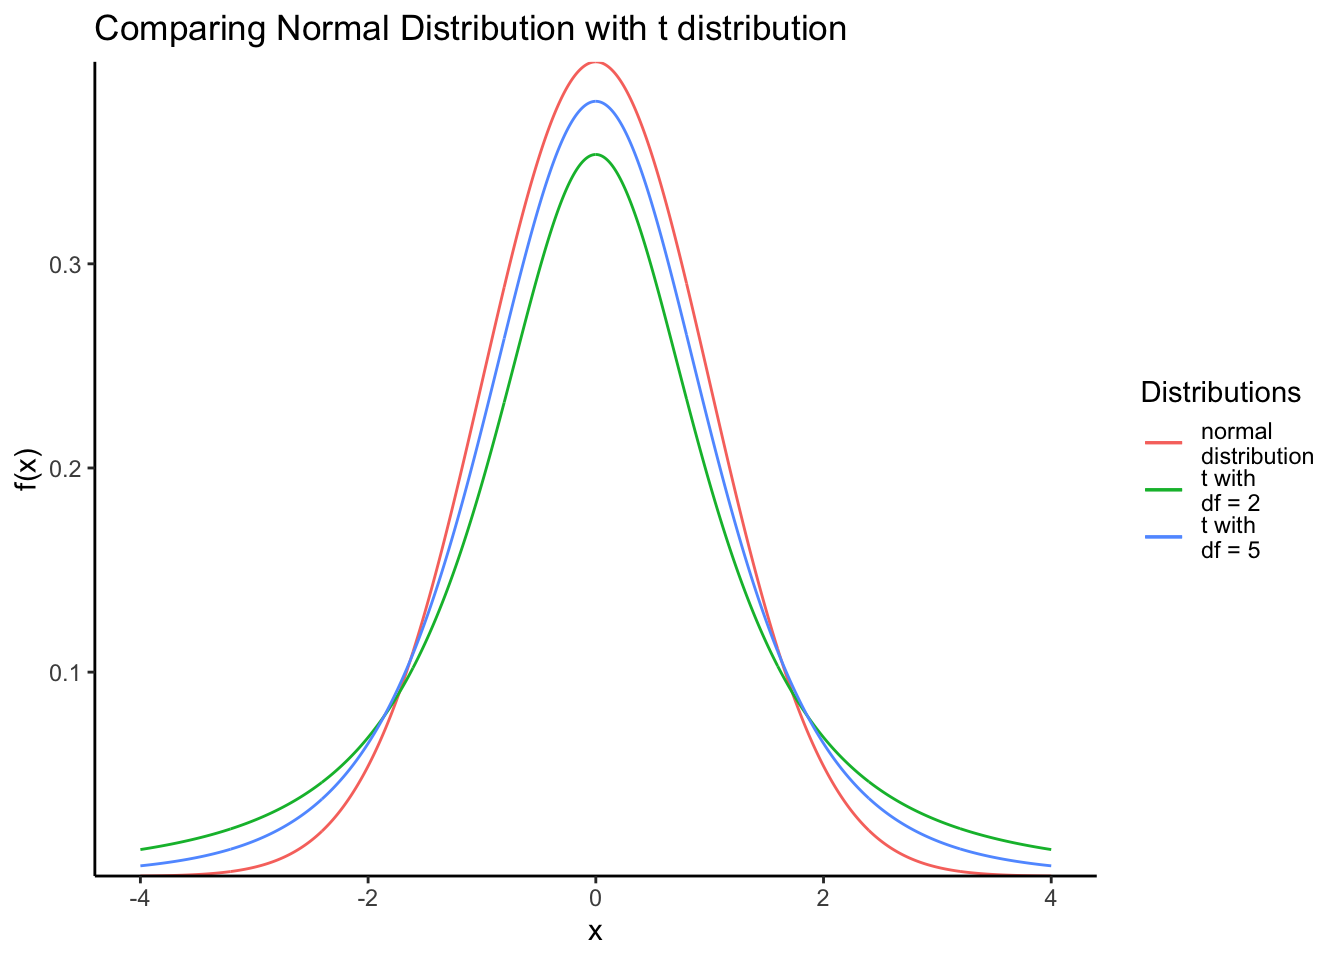 Comparing Normal Distribution with t distribution
f(x)
0.3
0.2
0.1
-4
-2
0
2
4
x
Distributions
normal
distribution
t with
df = 2
t with
df = 5